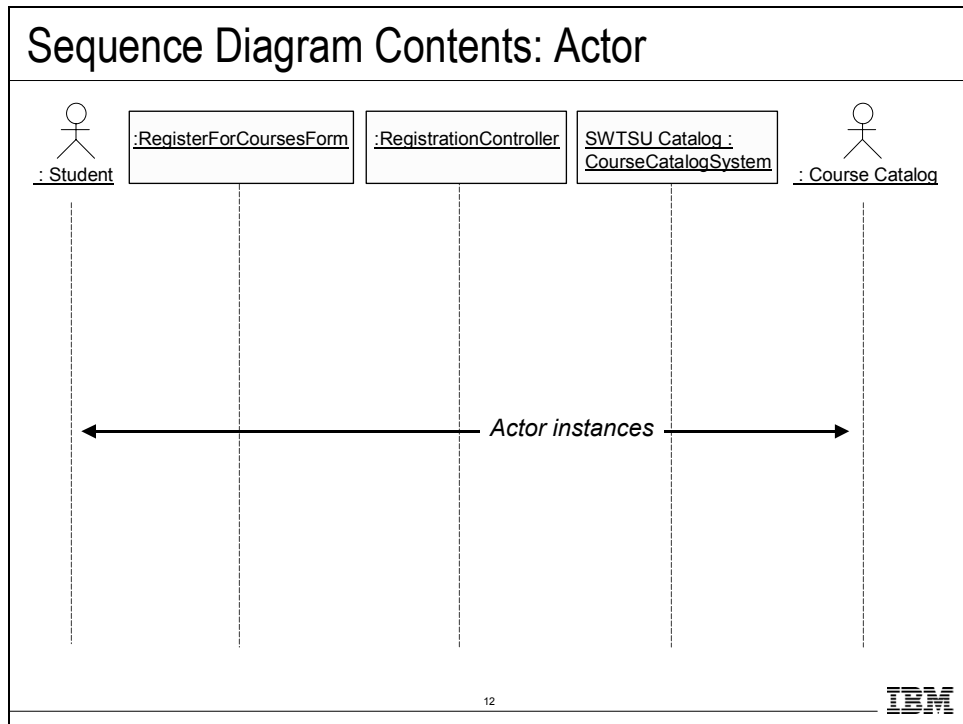 Sequence Diagram Contents: Actor
: Student
:RegisterForCoursesForm
:RegistrationController
SWTSU Catalog :
CourseCatalogSystem
: Course Catalog
Actor instances
12
IBM